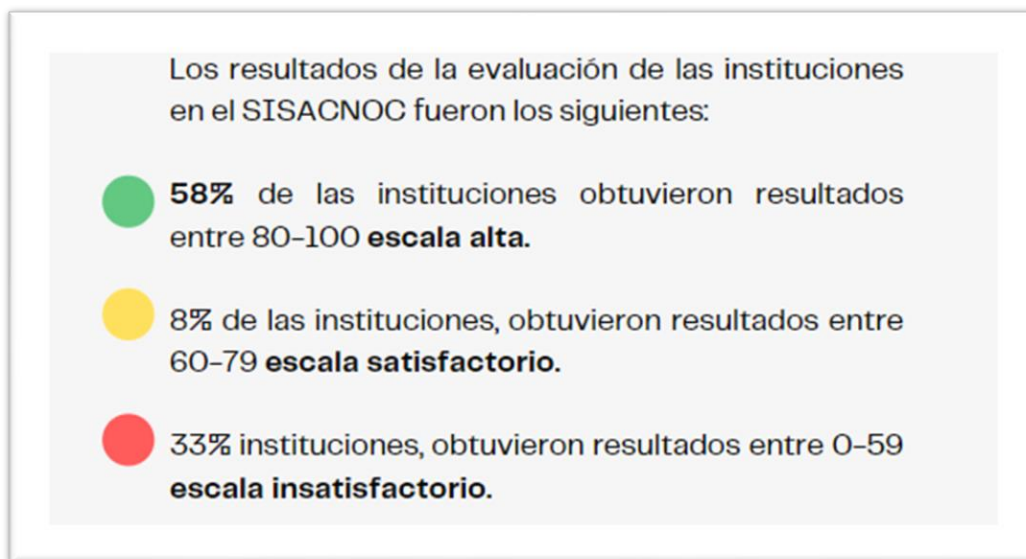 Los resultados de la evaluación de las instituciones
en el SISACNOC fueron los siguientes:
58% de las instituciones obtuvieron resultados
entre 80-100 escala alta.
8% de las instituciones, obtuvieron resultados entre
60-79 escala satisfactorio.
33% instituciones, obtuvieron resultados entre 0-59
escala insatisfactorio.